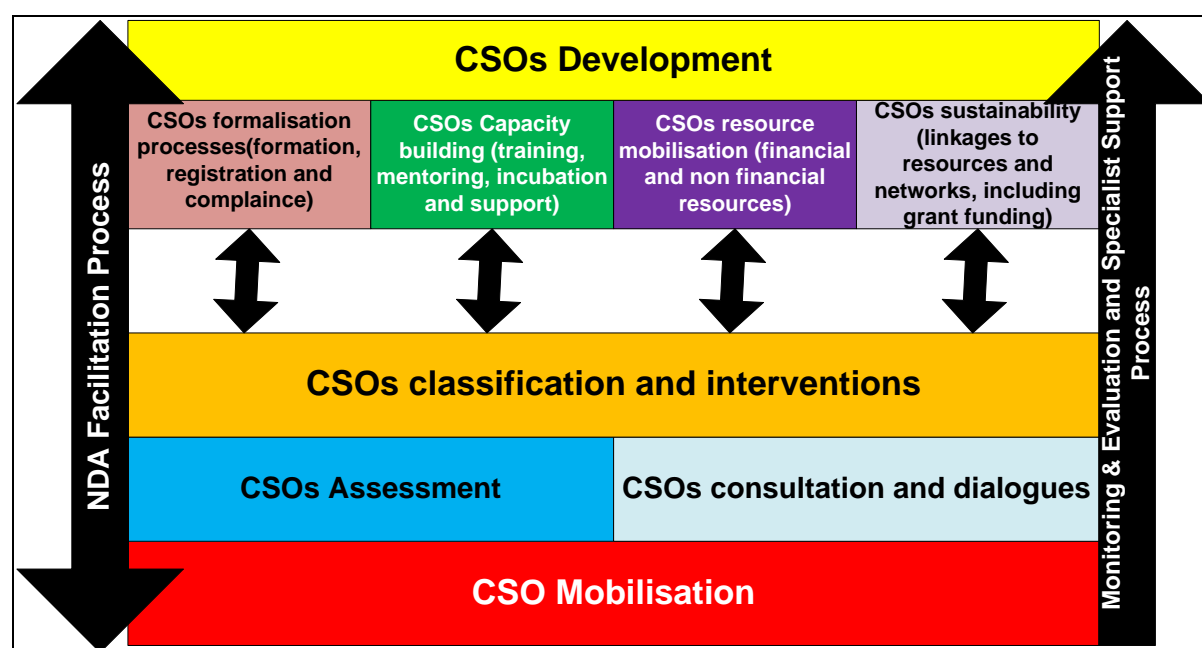 CSOs Development
CSOs formalisation
processes(formation,
registration and
complaince)
CSOs Capacity
building (training,
mentoring, incubation
and support)
CSOs resource
mobilisation (financial
and non financial
resources)
CSOs sustainability
(linkages to
resources and
networks, including
grant funding)
NDA Facilitation Process
Monitoring & Evaluation and Specialist Support
Process
CSOs classification and interventions
CSOs Assessment
CSOs consultation and dialogues
CSO Mobilisation